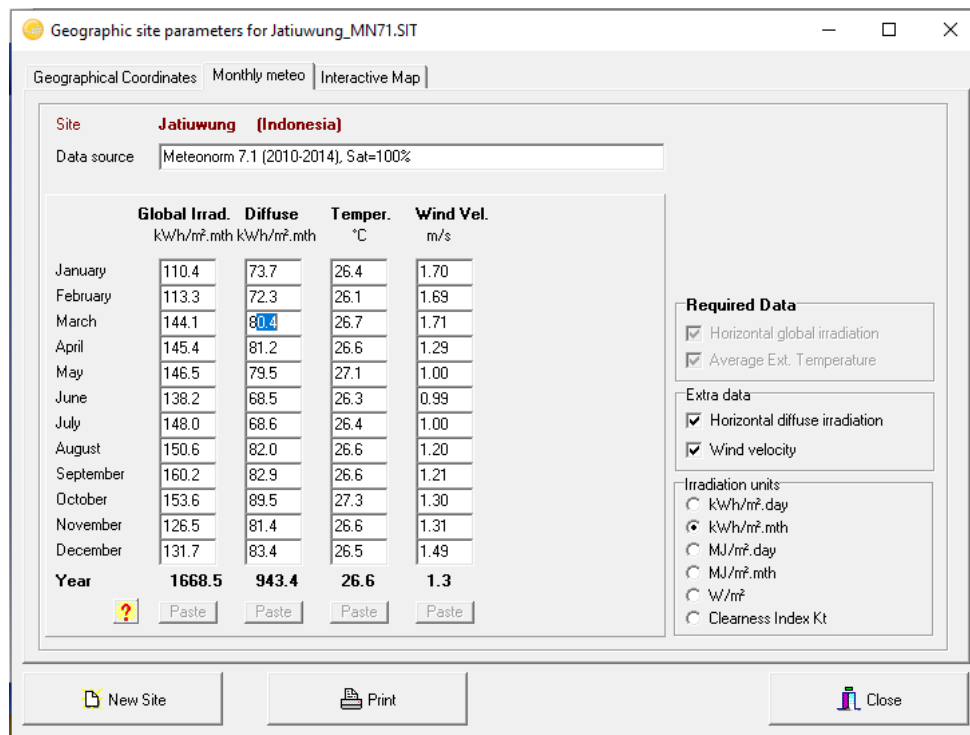 Geographic site parameters for Jatiuwung_MN71.SIT
Geographical Coordinates Monthly meteo Interactive Map
Site Jatiuwung (Indonesia)
Data source Meteonorm 7.1 (2010-2014), Sat=100%
Global Irrad. Diffuse Temper. Wind Vel.
kWh/m².mth kWh/m².mth °C m/s
January 110.4 73.7 26.4 1.70
February 113.3 72.3 26.1 1.69
March 144.1 80.4 26.7 1.71
April 145.4 81.2 26.6 1.29
May 146.5 79.5 27.1 1.00
June 138.2 68.5 26.3 0.99
July 148.0 68.6 26.4 1.00
August 150.6 82.0 26.6 1.20
September 160.2 82.9 26.6 1.21
October 153.6 89.5 27.3 1.30
November 126.5 81.4 26.6 1.31
December 131.7 83.4 26.5 1.49
Year 1668.5 943.4 26.6 1.3
? Paste Paste Paste Paste
Required Data
Horizontal global irradiation
Average Ext. Temperature
Extra data
Horizontal diffuse irradiation
Wind velocity
Irradiation units
kWh/m².day
kWh/m².mth
MJ/m².day
MJ/m².mth
W/m²
Clearness Index Kt
New Site Print Close